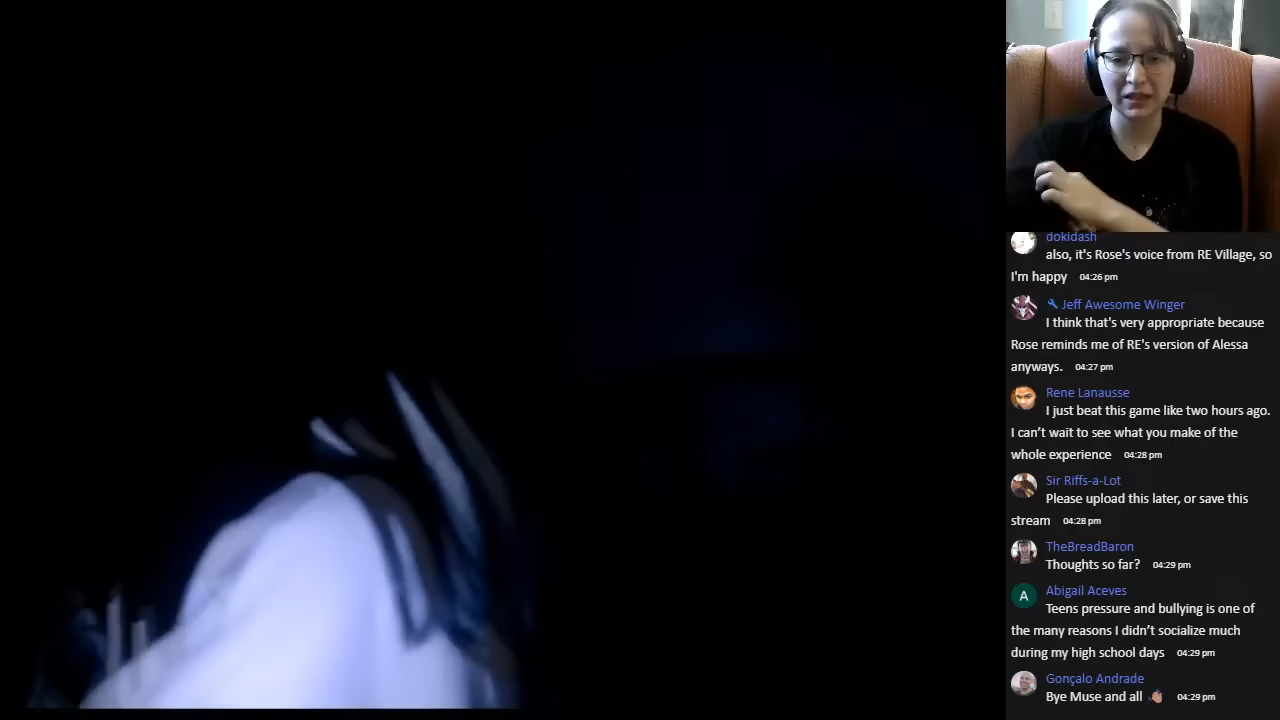 dokidash
also, it's Rose's voice from RE Village, so
I'm happy 04:26 pm
Jeff Awesome Winger
I think that's very appropriate because
Rose reminds me of RE's version of Alessa
anyways. 04:27 pm
Rene Lanausse
I just beat this game like two hours ago.
I can’t wait to see what you make of the
whole experience 04:28 pm
Sir Riffs-a-Lot
Please upload this later, or save this
stream 04:28 pm
TheBreadBaron
Thoughts so far? 04:29 pm
A Abigail Aceves
Teens pressure and bullying is one of
the many reasons I didn’t socialize much
during my high school days 04:29 pm
Gonçalo Andrade
Bye Muse and all 04:29 pm